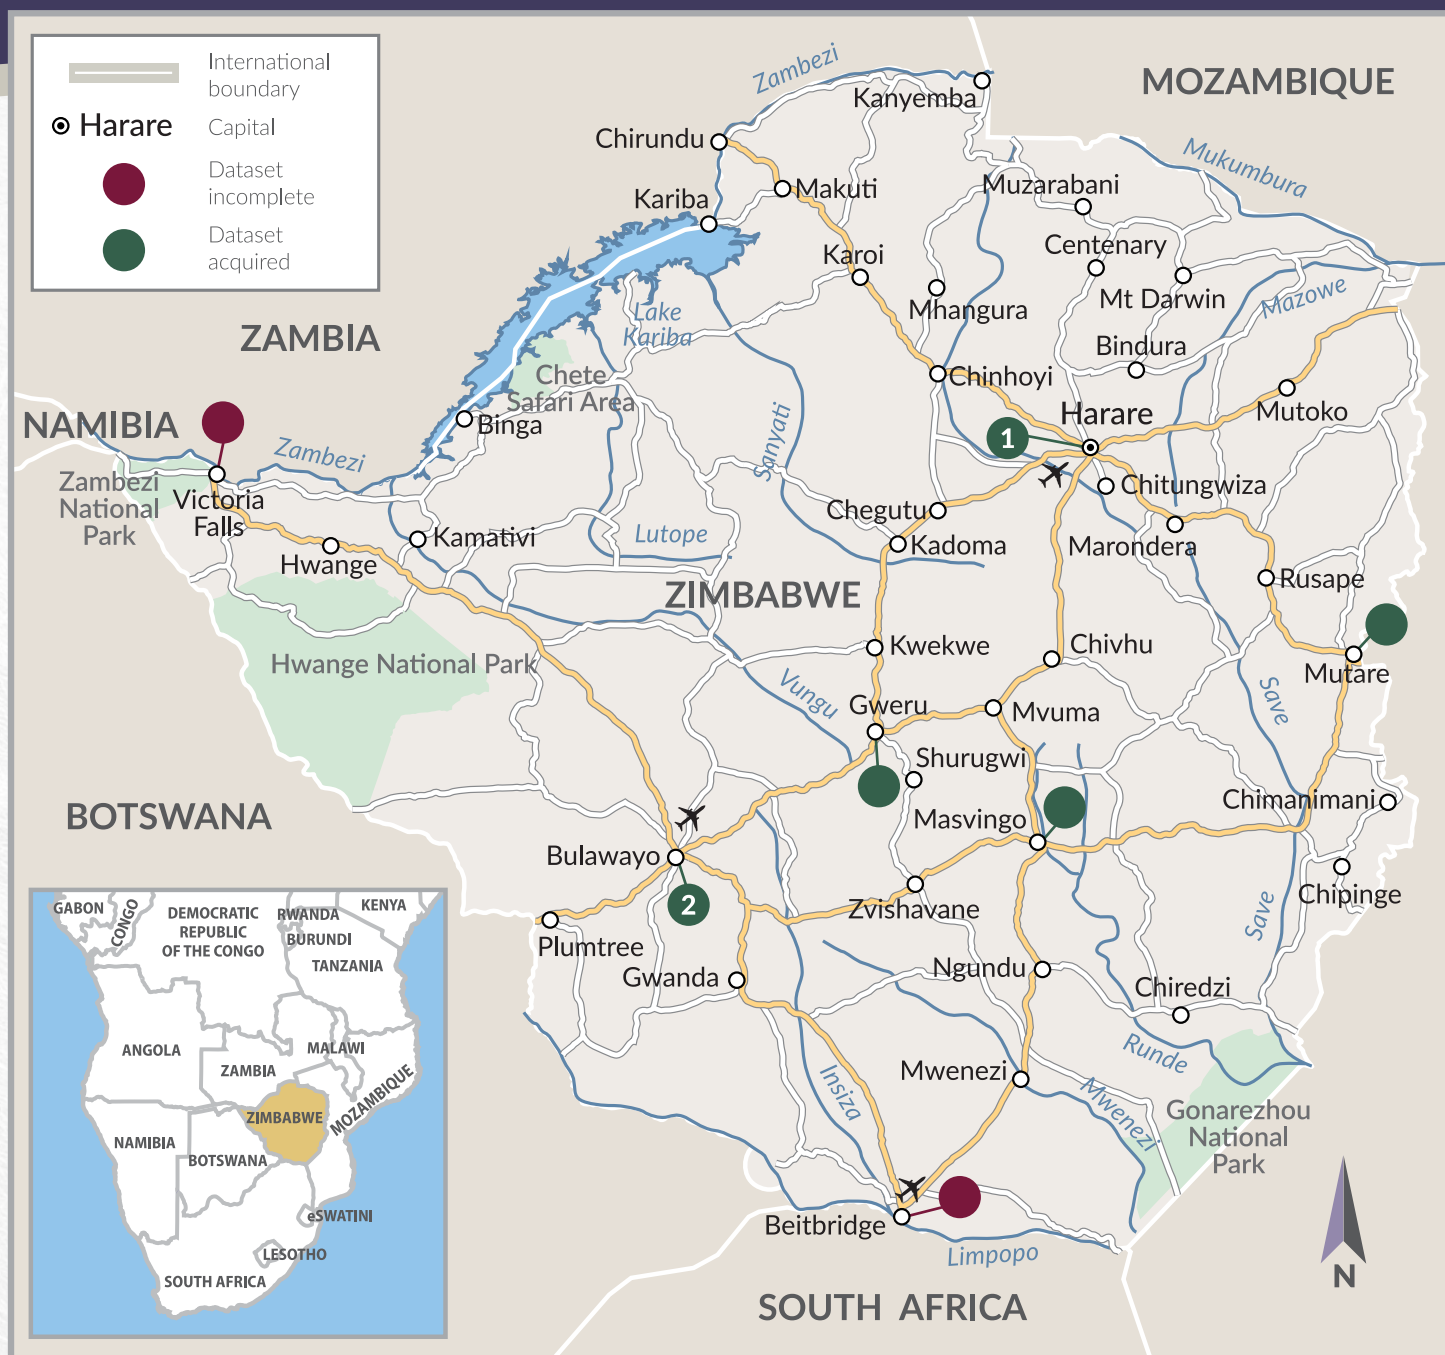 International
boundary
Harare
Capital
Dataset
incomplete
Dataset
acquired
MOZAMBIQUE
ZAMBIA
NAMIBIA
BOTSWANA
ZIMBABWE
SOUTH AFRICA
Zambezi
Kanyemba
Chirundu
Makuti
Kariba
Mukumbura
Muzarabani
Centenary
Karoi
Mhangura
Mt Darwin
Mazowe
Lake
Kariba
Bindura
Chete
Safari Area
Chinhoyi
Harare
Mutoko
Binga
Sanyati
1
Zambezi
Zambezi
National
Park
Victoria
Falls
Chitungwiza
Chegutu
Kamativi
Lutope
Kadoma
Marondera
Hwange
Rusape
Hwange National Park
Kwekwe
Chivhu
Mutare
Vungu
Gweru
Mvuma
Save
Shurugwi
Masvingo
Chimanimani
Bulawayo
2
Zvishavane
Chipinge
Save
Plumtree
Gwanda
Ngundu
Chiredzi
Runde
Mwenezi
Insiza
Mwenezi
Gonarezhou
National
Park
Beitbridge
Limpopo
N
GABON
CONGO
DEMOCRATIC
REPUBLIC
OF THE CONGO
RWANDA
BURUNDI
KENYA
TANZANIA
ANGOLA
MALAWI
ZAMBIA
MOZAMBIQUE
ZIMBABWE
NAMIBIA
BOTSWANA
eSWATINI
LESOTHO
SOUTH AFRICA